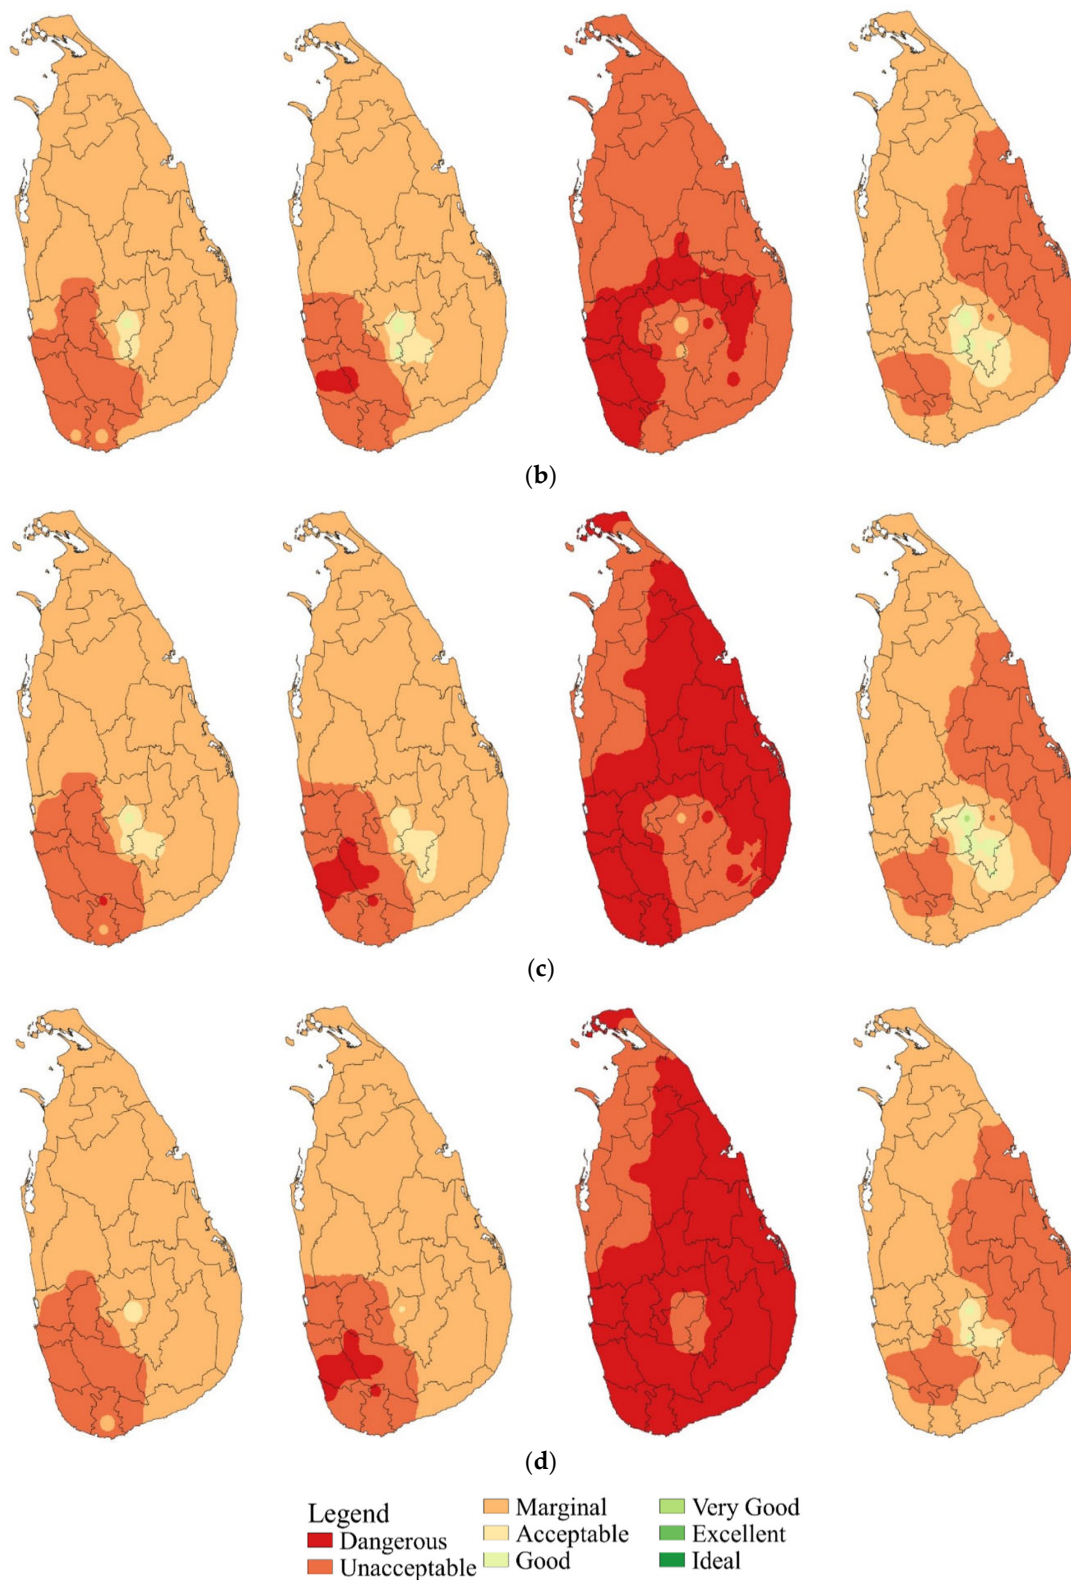 (b)
(c)
(d)
Legend
Dangerous
Unacceptable
Marginal
Acceptable
Good
Very Good
Excellent
Ideal